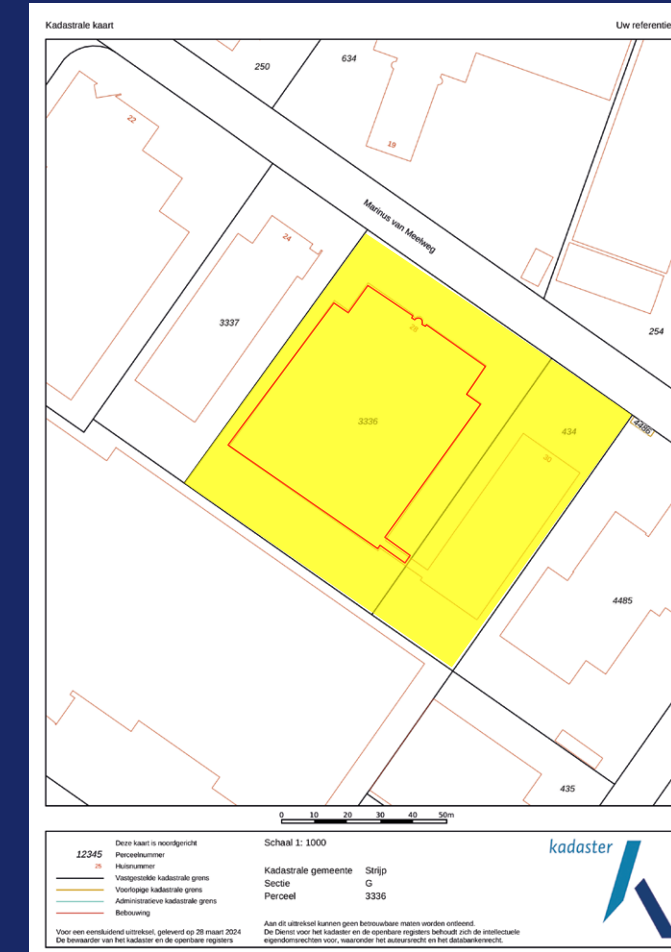 Kadastrale kaart
Uw referentie
250
634
22
19
Marinus van Meelweg
24
3337
254
28
3336
434
4486
30
4485
435
0 10 20 30 40 50m
Deze kaart is noordgericht
12345 Perceelnummer
25 Huisnummer
Vastgestelde kadastrale grens
Voorlopige kadastrale grens
Administratieve kadastrale grens
Bebouwing
Voor een eensluidend uittreksel, geleverd op 28 maart 2024
De bewaarder van het kadaster en de openbare registers
Schaal 1: 1000
Kadastrale gemeente Strijp
Sectie G
Perceel 3336
Aan dit uittreksel kunnen geen betrouwbare maten worden ontleend.
De Dienst voor het kadaster en de openbare registers behoudt zich de intellectuele
eigendomsrechten voor, waaronder het auteursrecht en het databankenrecht.
kadaster